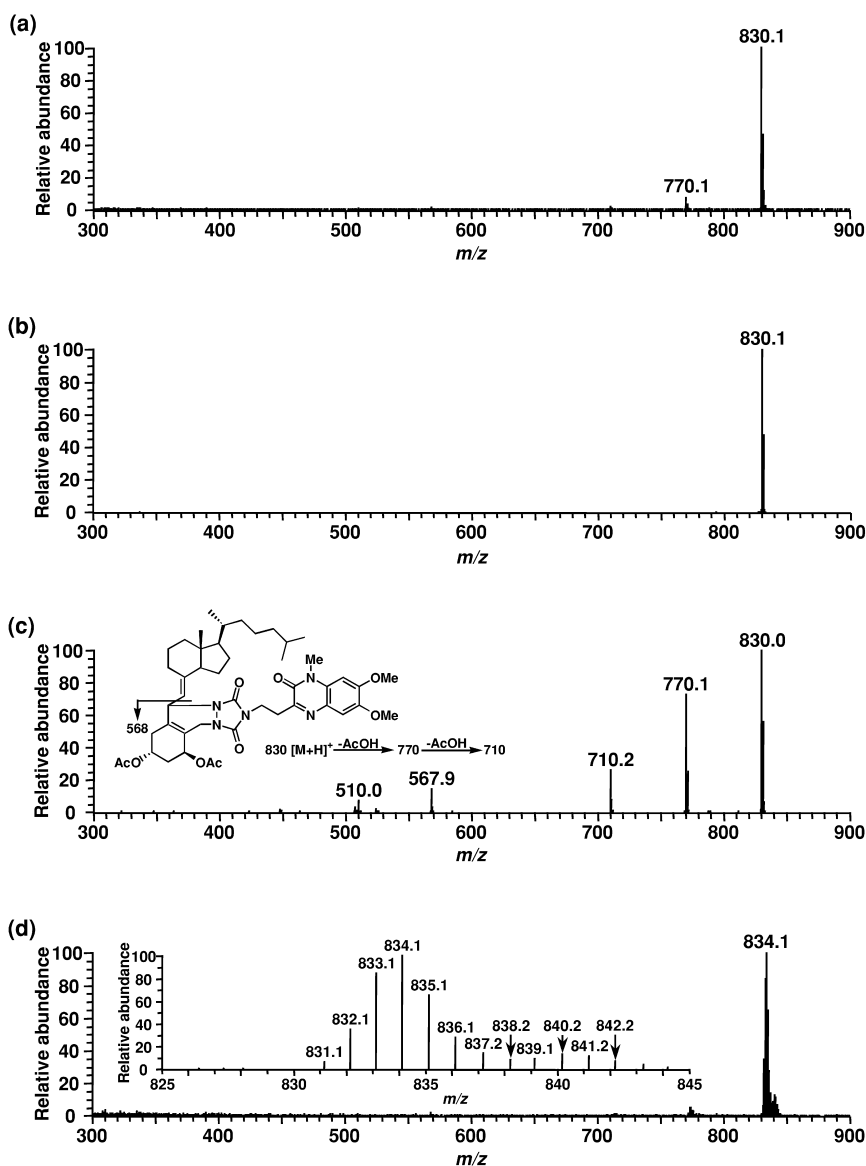 (a)
Relative abundance
100
80
60
40
20
0
830.1
770.1
300 400 500 600 700 800 900
m/z
(b)
Relative abundance
100
80
60
40
20
0
830.1
300 400 500 600 700 800 900
m/z
(c)
Relative abundance
100
80
60
40
20
0
830.0
770.1
710.2
567.9
510.0
568
O
N
N
N
O
Me
N
O
N
OMe
OMe
AcO
OAc
830 [M+H]+ -AcOH 770 -AcOH 710
300 400 500 600 700 800 900
m/z
(d)
Relative abundance
100
80
60
40
20
0
834.1
Relative abundance
100
80
60
40
20
0
831.1
832.1
833.1
834.1
835.1
836.1
837.2
838.2
839.1
840.2
841.2
842.2
825 830 835 840 845
m/z
300 400 500 600 700 800 900
m/z